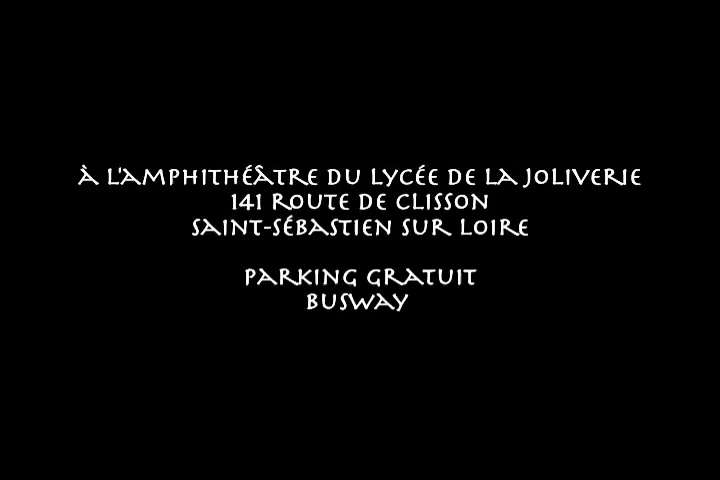 à l'amphithéâtre du lycée de la Joliverie
141 route de Clisson
Saint-Sébastien sur Loire
Parking gratuit
Busway